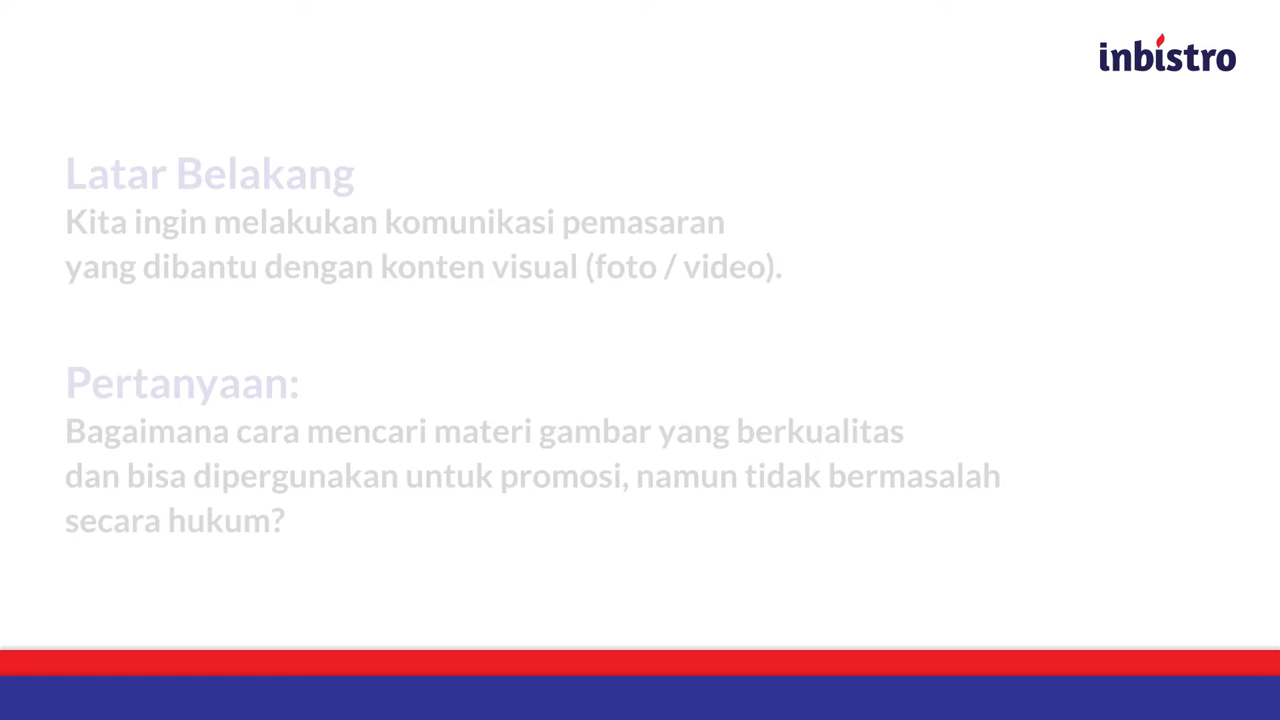 inbistro
Latar Belakang
Kita ingin melakukan komunikasi pemasaran
yang dibantu dengan konten visual (foto / video).
Pertanyaan:
Bagaimana cara mencari materi gambar yang berkualitas
dan bisa dipergunakan untuk promosi, namun tidak bermasalah
secara hukum?